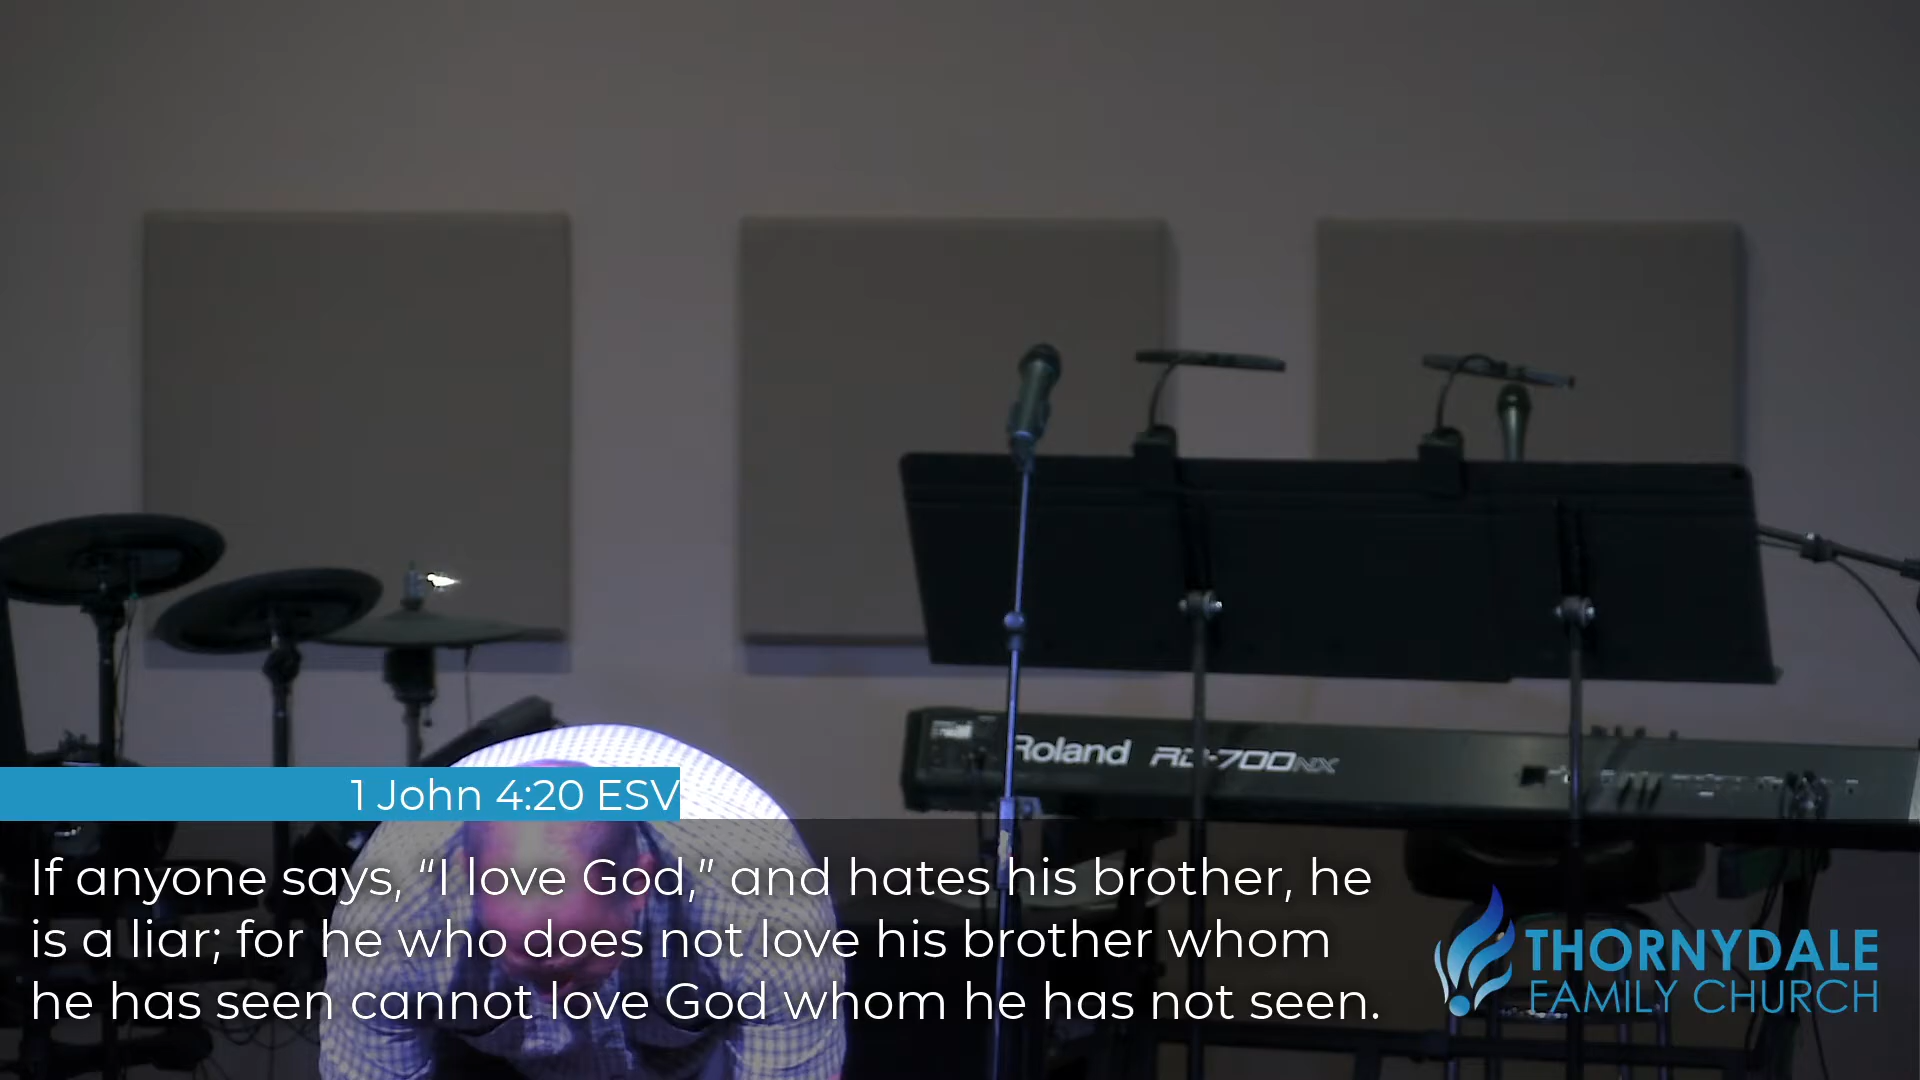 Roland RD-700NX
1 John 4:20 ESV
If anyone says, “I love God,” and hates his brother, he
is a liar; for he who does not love his brother whom
he has seen cannot love God whom he has not seen.
THORNYDALE
FAMILY CHURCH